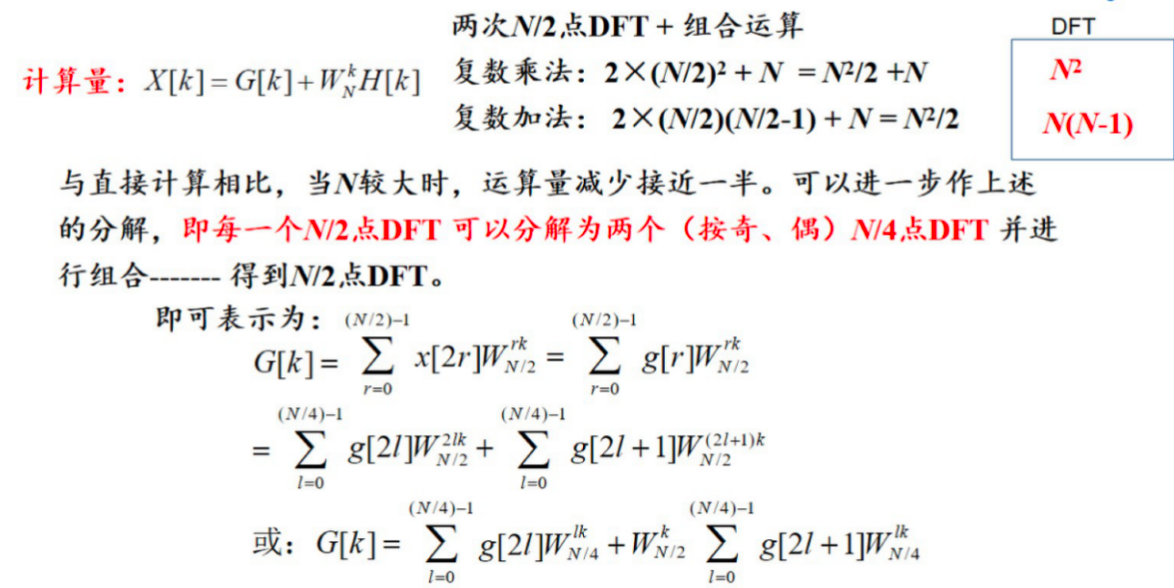 两次N/2点DFT + 组合运算
DFT
计算量：X[k] = G[k] + W_N^k H[k]
复数乘法：2×(N/2)² + N = N²/2 +N
N²
复数加法： 2×(N/2)(N/2-1) + N = N²/2
N(N-1)
与直接计算相比，当N较大时，运算量减少接近一半。可以进一步作上述
的分解，即每一个N/2点DFT 可以分解为两个（按奇、偶）N/4点DFT 并进
行组合------- 得到N/2点DFT。
即可表示为：
G[k] = \sum_{r=0}^{(N/2)-1} x[2r]W_{N/2}^{rk} = \sum_{r=0}^{(N/2)-1} g[r]W_{N/2}^{rk}
= \sum_{l=0}^{(N/4)-1} g[2l]W_{N/2}^{2lk} + \sum_{l=0}^{(N/4)-1} g[2l+1]W_{N/2}^{(2l+1)k}
或：G[k] = \sum_{l=0}^{(N/4)-1} g[2l]W_{N/4}^{lk} + W_{N/2}^{k} \sum_{l=0}^{(N/4)-1} g[2l+1]W_{N/4}^{lk}